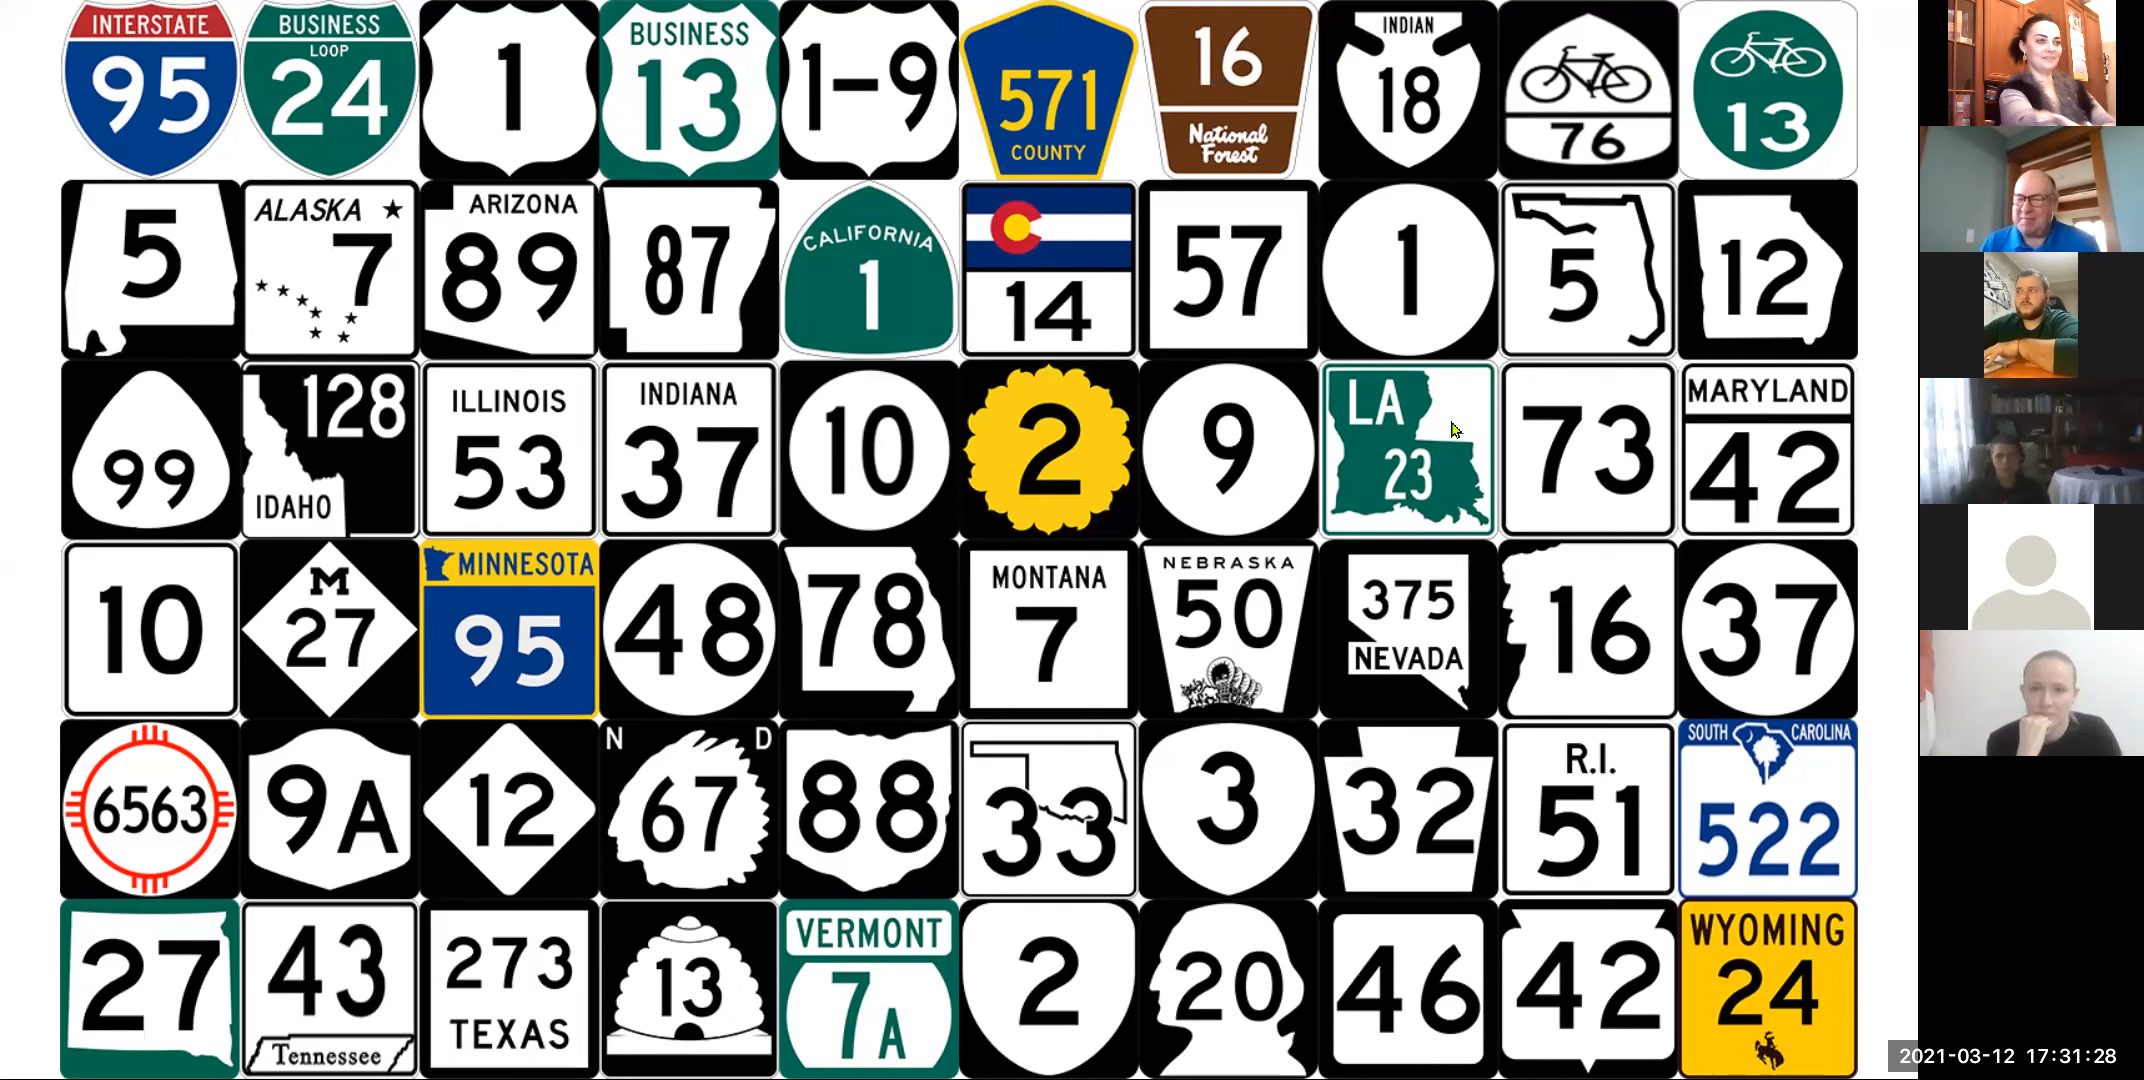 INTERSTATE
95
BUSINESS
LOOP
24
1
BUSINESS
13
1-9
571
COUNTY
16
National
Forest
INDIAN
18
76
13
5
ALASKA
7
ARIZONA
89
87
CALIFORNIA
1
14
57
1
5
12
99
128
IDAHO
ILLINOIS
53
INDIANA
37
10
2
9
LA
23
73
MARYLAND
42
10
M
27
MINNESOTA
95
48
78
MONTANA
7
NEBRASKA
50
375
NEVADA
16
37
6563
9A
12
N D
67
88
33
3
32
R.I.
51
SOUTH CAROLINA
522
27
43
Tennessee
273
TEXAS
13
VERMONT
7A
2
20
46
42
WYOMING
24
2021-03-12 17:31:28